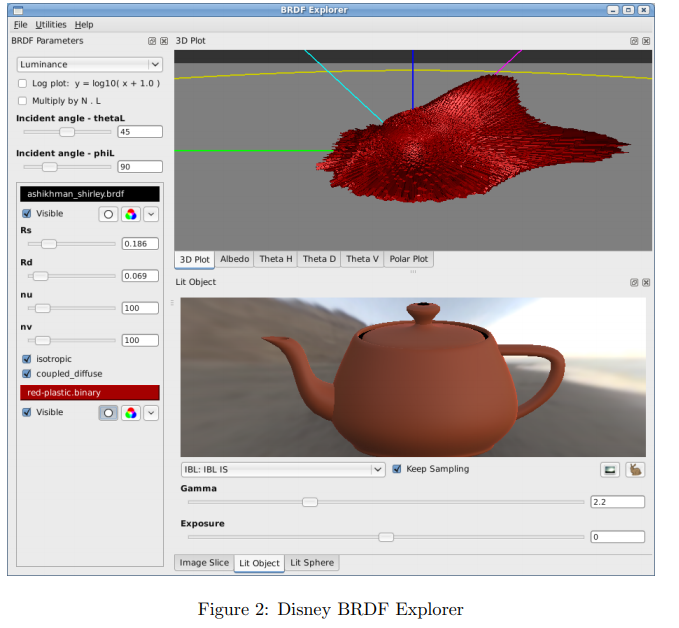 BRDF Explorer
File Utilities Help
BRDF Parameters
Luminance
Log plot: y = log10( x + 1.0 )
Multiply by N . L
Incident angle - thetaL
45
Incident angle - phiL
90
ashikhman_shirley.brdf
Visible
Rs
0.186
Rd
0.069
nu
100
nv
100
isotropic
coupled_diffuse
red-plastic.binary
Visible
3D Plot
3D Plot Albedo Theta H Theta D Theta V Polar Plot
Lit Object
IBL: IBL IS Keep Sampling
Gamma
2.2
Exposure
0
Image Slice Lit Object Lit Sphere
Figure 2: Disney BRDF Explorer